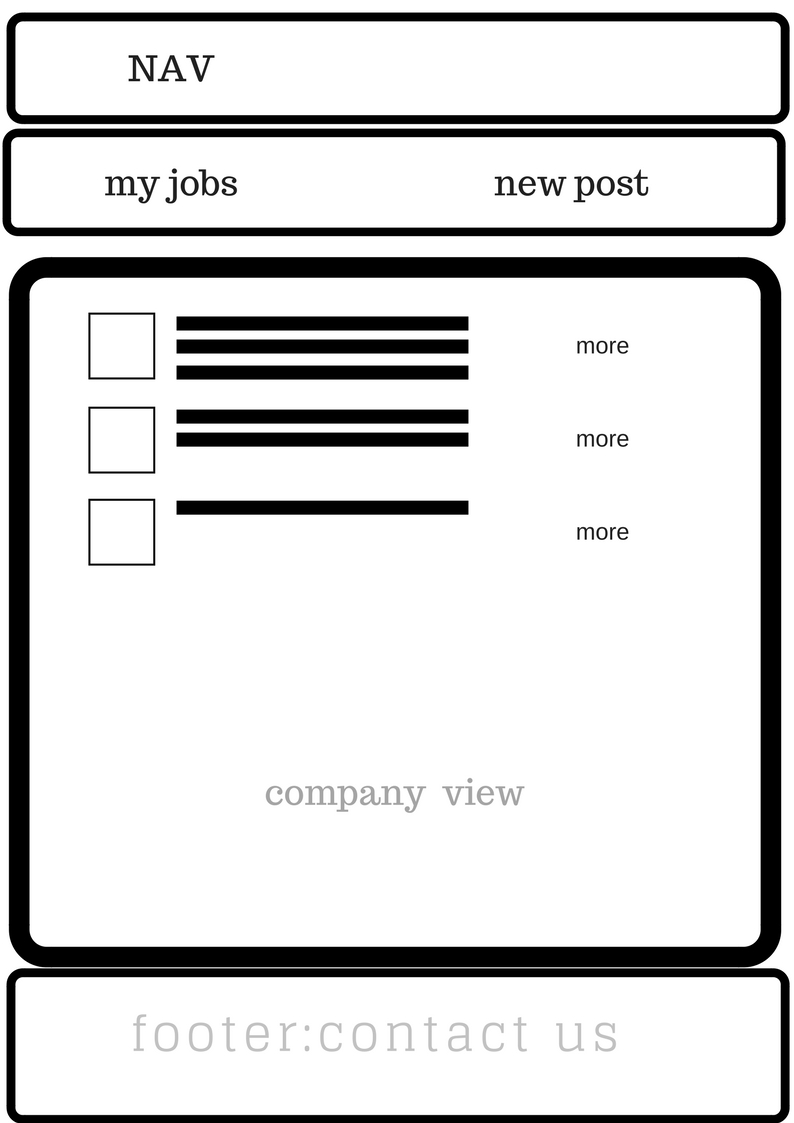 NAV
my jobs new post
more
more
more
company view
footer:contact us